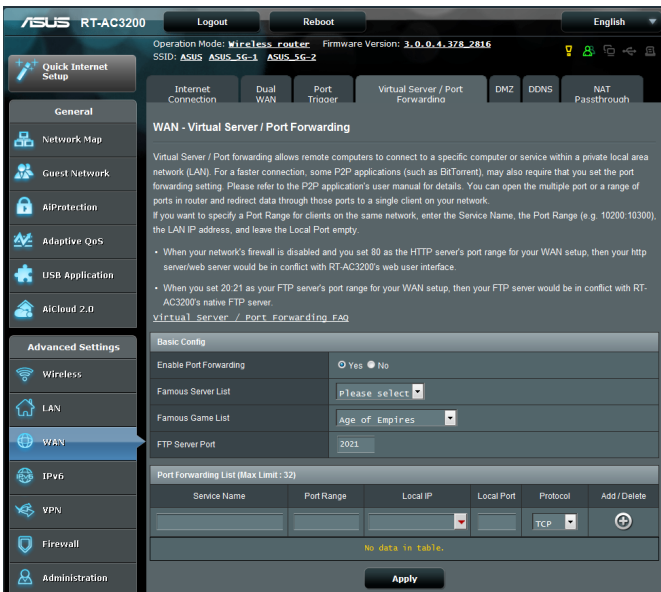 ASUS RT-AC3200
Logout
Reboot
English
Operation Mode: Wireless router Firmware Version: 3.0.0.4.378_2816
SSID: ASUS ASUS_5G-1 ASUS_5G-2
Quick Internet
Setup
General
Network Map
Guest Network
AiProtection
Adaptive QoS
USB Application
AiCloud 2.0
Advanced Settings
Wireless
LAN
WAN
IPv6
VPN
Firewall
Administration
Internet
Connection
Dual
WAN
Port
Trigger
Virtual Server / Port
Forwarding
DMZ
DDNS
NAT
Passthrough
WAN - Virtual Server / Port Forwarding
Virtual Server / Port forwarding allows remote computers to connect to a specific computer or service within a private local area
network (LAN). For a faster connection, some P2P applications (such as BitTorrent), may also require that you set the port
forwarding setting. Please refer to the P2P application's user manual for details. You can open the multiple port or a range of
ports in router and redirect data through those ports to a single client on your network.
If you want to specify a Port Range for clients on the same network, enter the Service Name, the Port Range (e.g. 10200:10300),
the LAN IP address, and leave the Local Port empty.
• When your network's firewall is disabled and you set 80 as the HTTP server's port range for your WAN setup, then your http
server/web server would be in conflict with RT-AC3200's web user interface.
• When you set 20:21 as your FTP server's port range for your WAN setup, then your FTP server would be in conflict with RT-
AC3200's native FTP server.
Virtual Server / Port Forwarding FAQ
Basic Config
Enable Port Forwarding
Yes No
Famous Server List
Please select
Famous Game List
Age of Empires
FTP Server Port
2021
Port Forwarding List (Max Limit : 32)
Service Name
Port Range
Local IP
Local Port
Protocol
Add / Delete
TCP
No data in table.
Apply